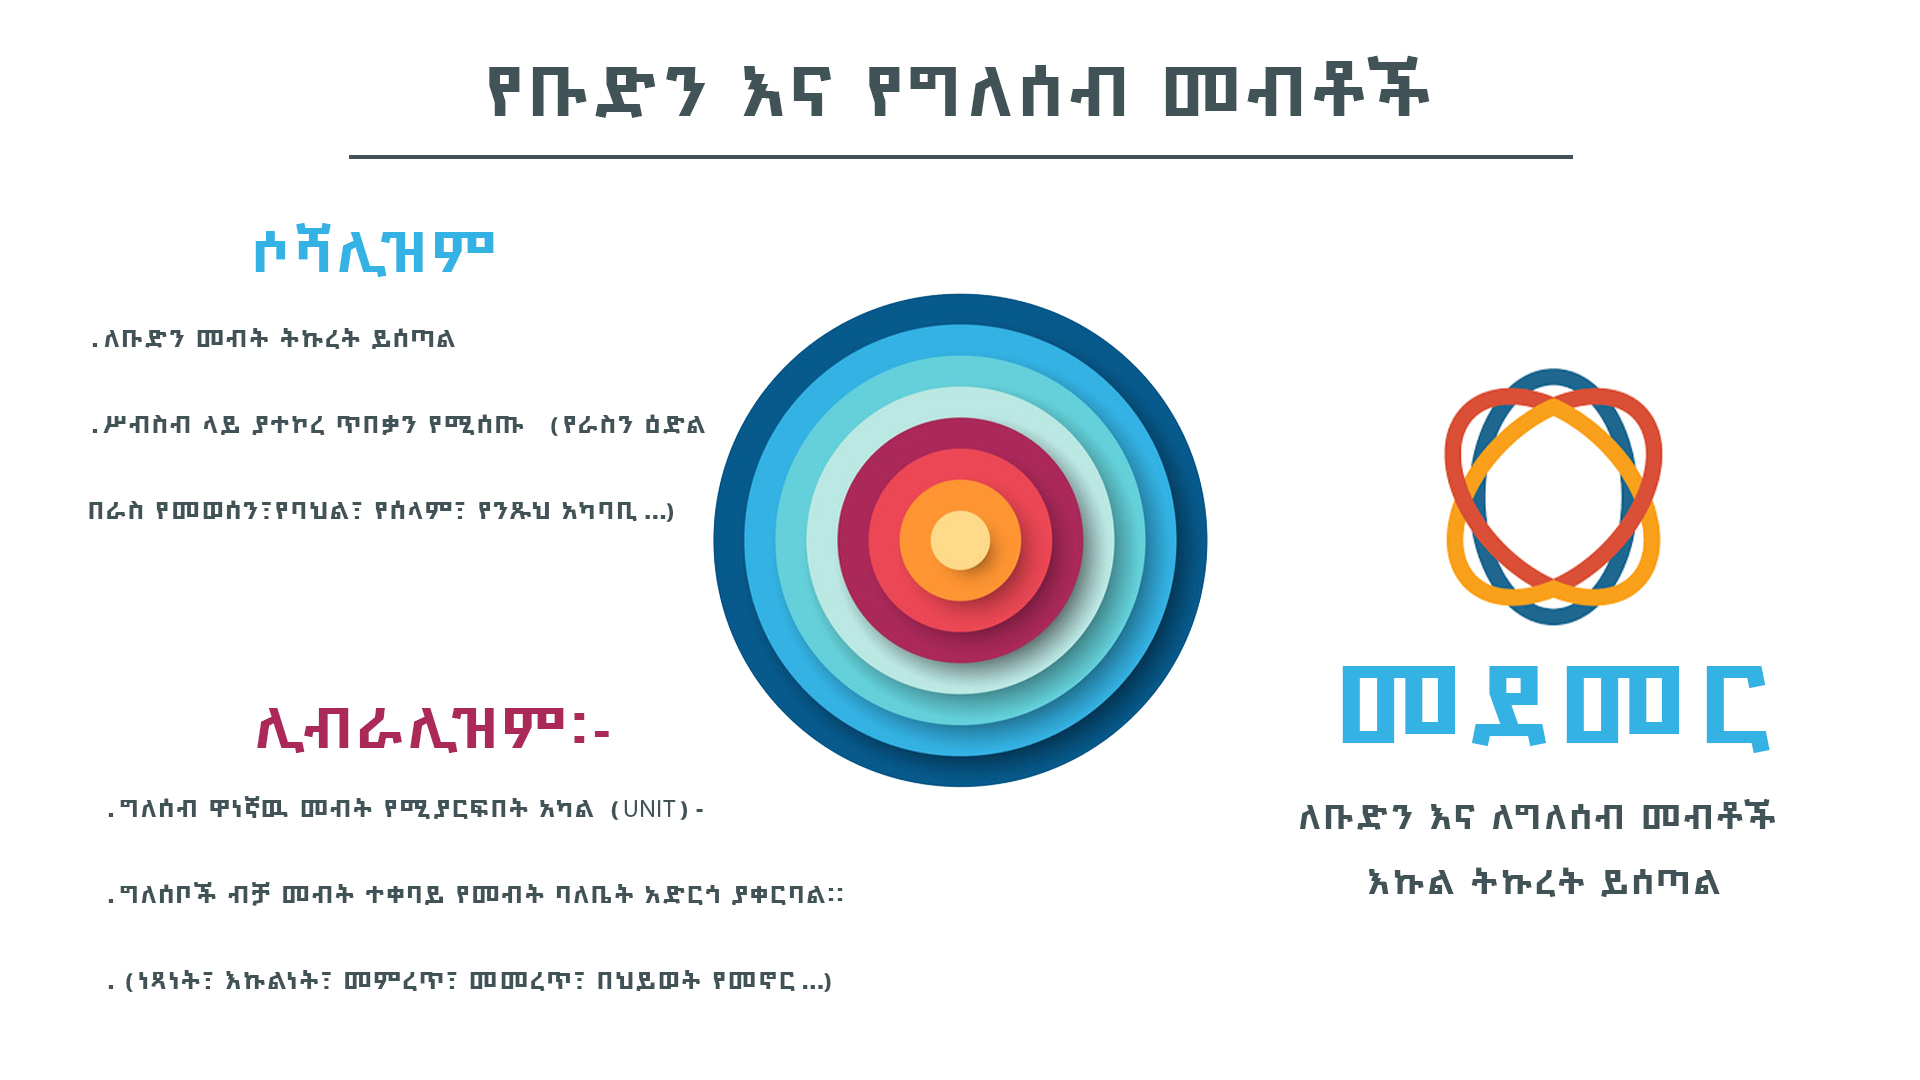 የቡድን እና የግለሰብ መብቶች
ሶሻሊዝም
.ለቡድን መብት ትኩረት ይሰጣል
.ሥብስብ ላይ ያተኮረ ጥበቃን የሚሰጡ (የራስን ዕድል
በራስ የመወሰን፣የባህል፣ የሰላም፣ የንጹህ አካባቢ ...)
ሊብራሊዝም፡-
.ግለሰብ ዋነኛዉ መብት የሚያርፍበት አካል (UNIT) -
.ግለሰቦች ብቻ መብት ተቀባይ የመብት ባለቤት አድርጎ ያቀርባል፡፡
. (ነጻነት፣ እኩልነት፣ መምረጥ፣ መመረጥ፣ በህይወት የመኖር ...)
መደመር
ለቡድን እና ለግለሰብ መብቶች
እኩል ትኩረት ይሰጣል